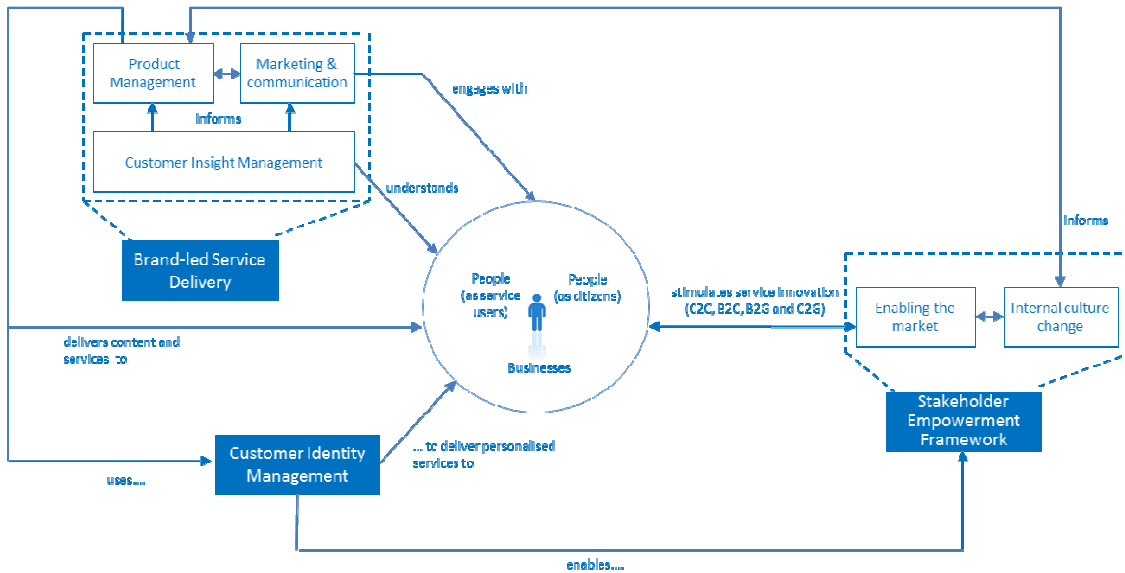 Product
Management
Marketing &
communication
Informs
Customer Insight Management
engages with
understands
Brand-led Service
Delivery
People
(as service
users)
People
(as citizens)
Businesses
stimulates service innovation
(C2C, B2C, B2G and C2G)
Informs
Enabling the
market
Internal culture
change
delivers content and
services to
Stakeholder
Empowerment
Framework
Customer Identity
Management
.... to deliver personalised
services to
uses....
enables....